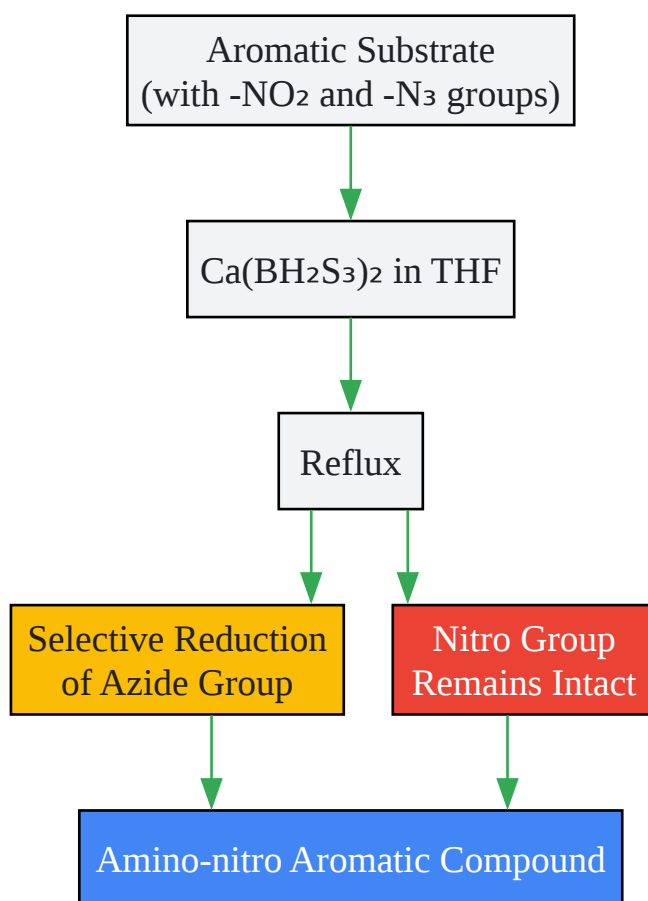 Aromatic Substrate
(with -NO₂ and -N₃ groups)
Ca(BH₂S₃)₂ in THF
Reflux
Selective Reduction
of Azide Group
Nitro Group
Remains Intact
Amino-nitro Aromatic Compound